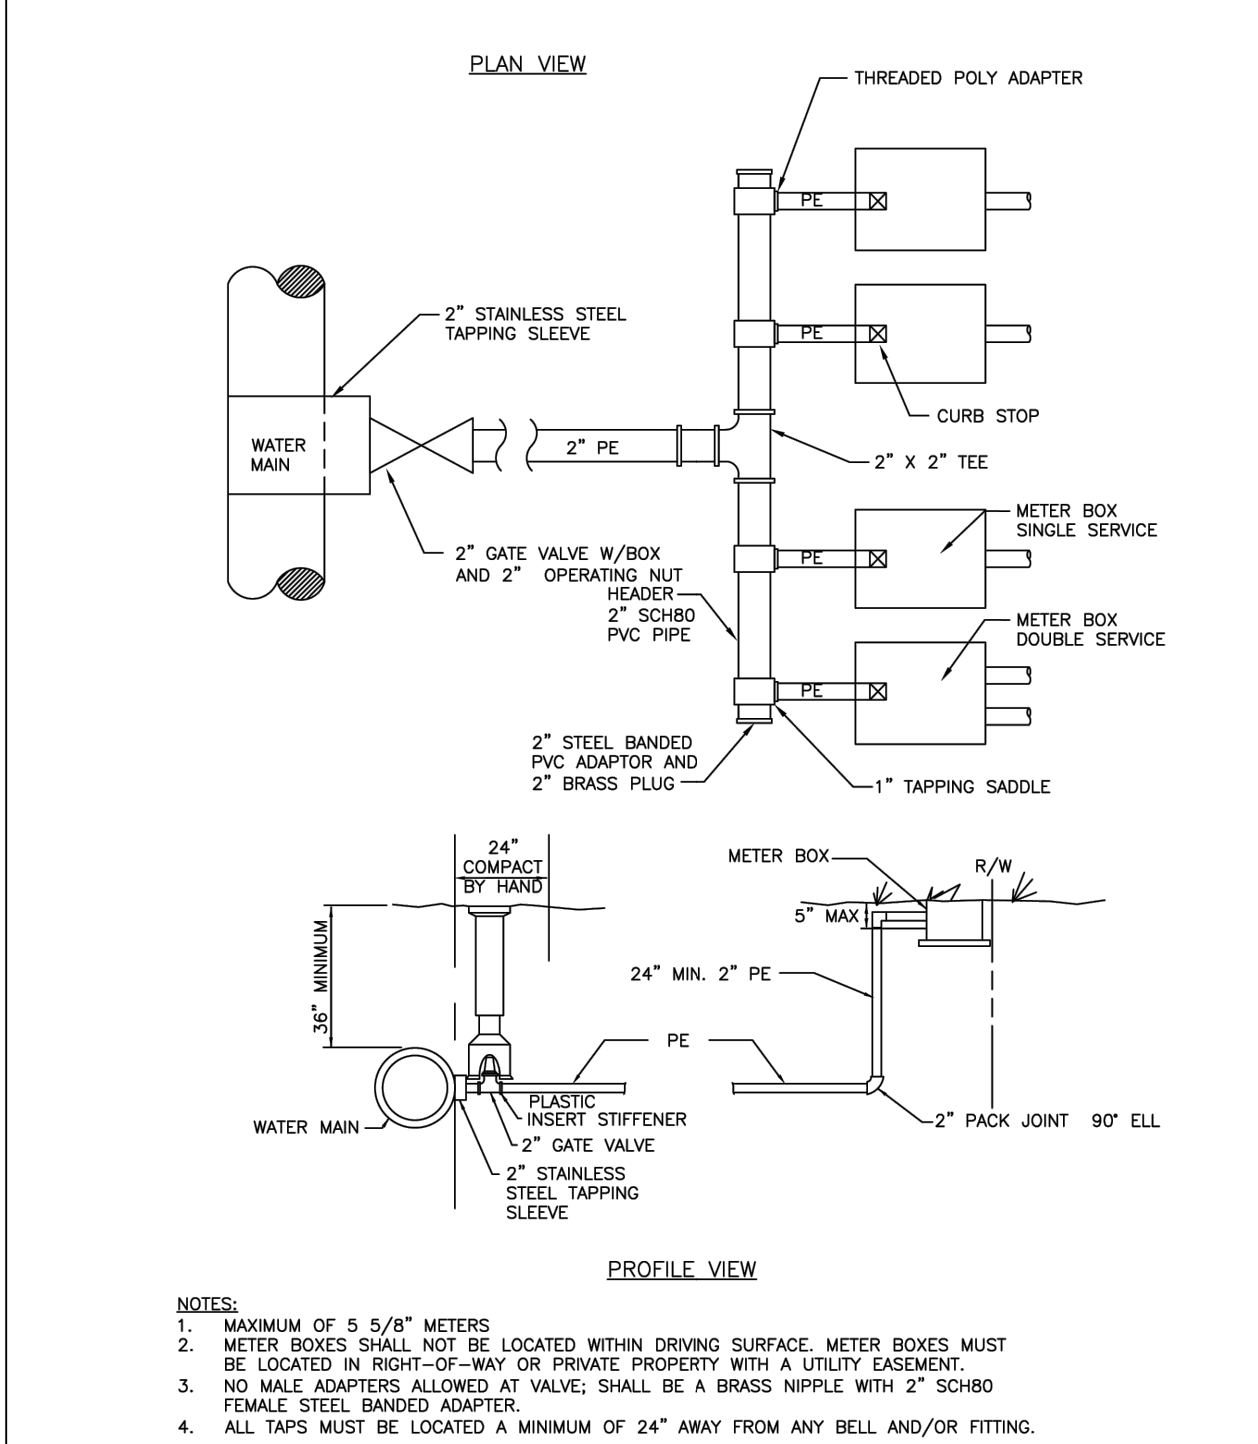 PLAN VIEW
THREADED POLY ADAPTER
PE
2” STAINLESS STEEL
TAPPING SLEEVE
PE
CURB STOP
WATER
MAIN
2” PE
2” X 2” TEE
METER BOX
SINGLE SERVICE
PE
2” GATE VALVE W/BOX
AND 2” OPERATING NUT
HEADER
2” SCH80
PVC PIPE
METER BOX
DOUBLE SERVICE
PE
2” STEEL BANDED
PVC ADAPTOR AND
2” BRASS PLUG
1” TAPPING SADDLE
24”
COMPACT
BY HAND
METER BOX
R/W
5” MAX
36” MINIMUM
24” MIN. 2” PE
PE
PLASTIC
INSERT STIFFENER
WATER MAIN
2” PACK JOINT 90° ELL
2” GATE VALVE
2” STAINLESS
STEEL TAPPING
SLEEVE
PROFILE VIEW
NOTES:
1. MAXIMUM OF 5 5/8” METERS
2. METER BOXES SHALL NOT BE LOCATED WITHIN DRIVING SURFACE. METER BOXES MUST
BE LOCATED IN RIGHT–OF–WAY OR PRIVATE PROPERTY WITH A UTILITY EASEMENT.
3. NO MALE ADAPTERS ALLOWED AT VALVE; SHALL BE A BRASS NIPPLE WITH 2” SCH80
FEMALE STEEL BANDED ADAPTER.
4. ALL TAPS MUST BE LOCATED A MINIMUM OF 24” AWAY FROM ANY BELL AND/OR FITTING.